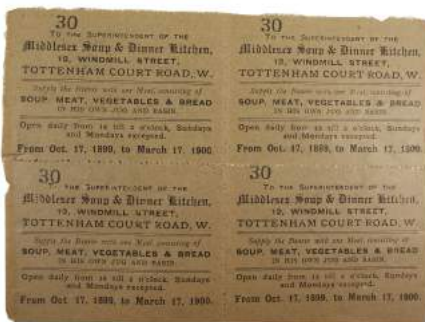 30
To the Superintendent of the
Middlesex Soup & Dinner Kitchen,
12, WINDMILL STREET,
TOTTENHAM COURT ROAD, W.
Supply the Bearer with one Meal, consisting of
SOUP, MEAT, VEGETABLES & BREAD
IN HIS OWN JUG AND BASIN.
Open daily from 12 till 2 o'clock, Sundays
and Mondays excepted.
From Oct. 17, 1899, to March 17, 1900.
30
To the Superintendent of the
Middlesex Soup & Dinner Kitchen,
12, WINDMILL STREET,
TOTTENHAM COURT ROAD, W.
Supply the Bearer with one Meal, consisting of
SOUP, MEAT, VEGETABLES & BREAD
IN HIS OWN JUG AND BASIN.
Open daily from 12 till 2 o'clock, Sundays
and Mondays excepted.
From Oct. 17, 1899, to March 17, 1900.
30
the Superintendent of the
Middlesex Soup & Dinner Kitchen,
12, WINDMILL STREET,
TOTTENHAM COURT ROAD, W.
Supply the Bearer with one Meal, consisting of
SOUP, MEAT, VEGETABLES & BREAD
IN HIS OWN JUG AND BASIN.
Open daily from 12 till 2 o'clock, Sundays
and Mondays excepted.
From Oct. 17, 1899, to March 17, 1900.
30
To the Superintendent of the
Middlesex Soup & Dinner Kitchen,
12, WINDMILL STREET,
TOTTENHAM COURT ROAD, W.
Supply the Bearer with one Meal, consisting of
SOUP, MEAT, VEGETABLES & BREAD
IN HIS OWN JUG AND BASIN.
Open daily from 12 till 2 o'clock, Sundays
and Mondays excepted.
From Oct. 17, 1899, to March 17, 1900.